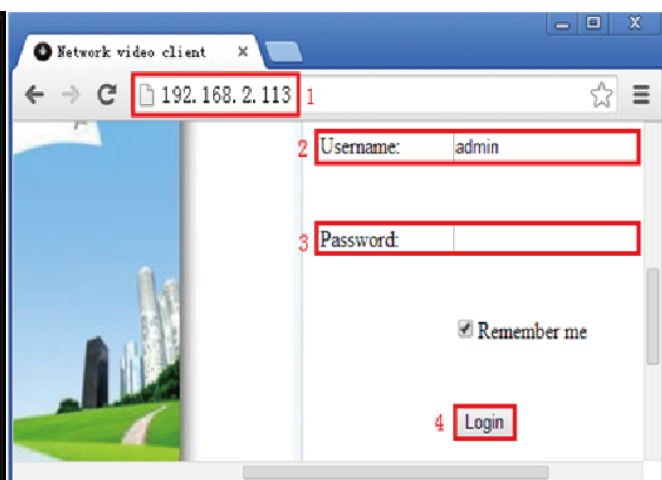 Network video client
192.168.2.113 1
2 Username: admin
3 Password:
Remember me
4 Login